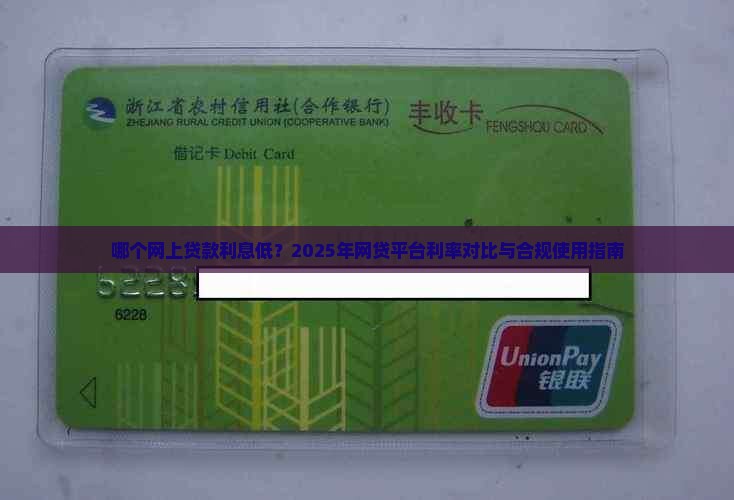 浙江省农村信用社(合作银行)
ZHEJIANG RURAL CREDIT UNION (COOPERATIVE BANK)
丰收卡 FENGSHOU CARD
借记卡 Debit Card
哪个网上贷款利息低？2025年网贷平台利率对比与合规使用指南
6228
6228
UnionPay
银联